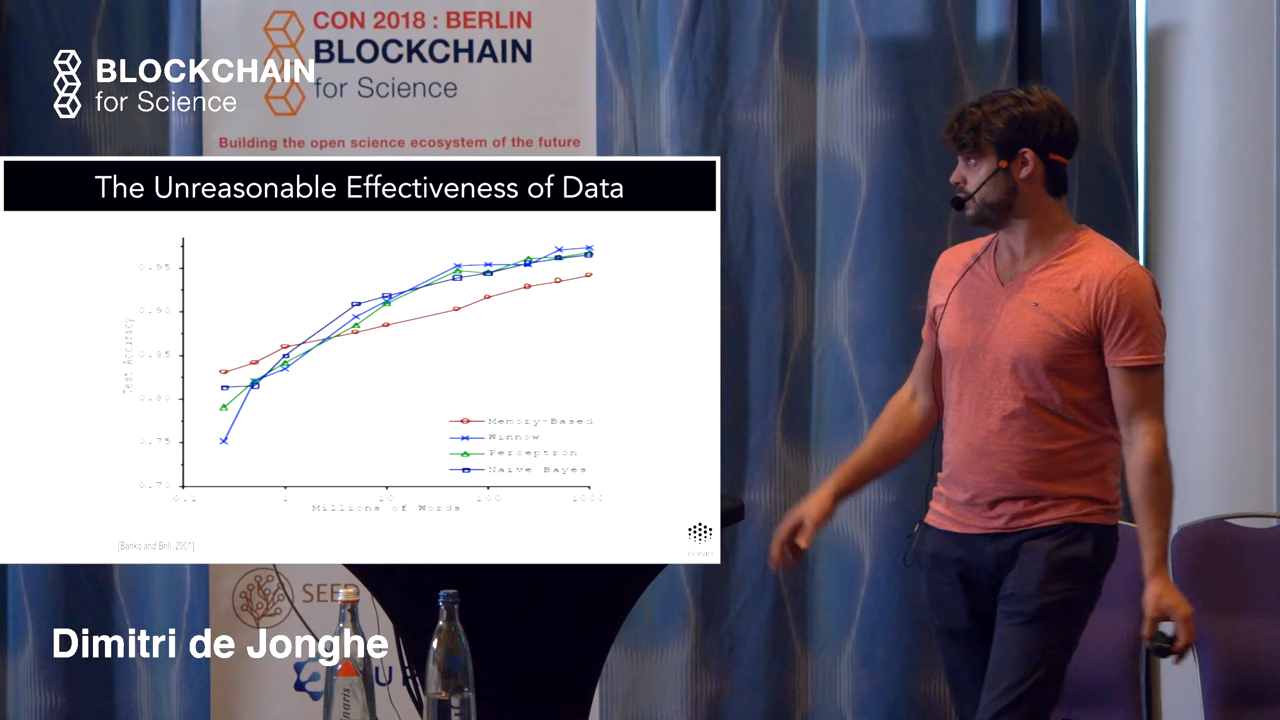 CON 2018 : BERLIN
BLOCKCHAIN
for Science
Building the open science ecosystem of the future
BLOCKCHAIN
for Science
The Unreasonable Effectiveness of Data
Test Accuracy
0.95
0.90
0.85
0.80
0.75
0.70
1
10
100
1000
Millions of Words
Memory-Based
Winnow
Perceptron
Naive Bayes
[Banko and Brill, 2001]
ocean
SEED
Dimitri de Jonghe